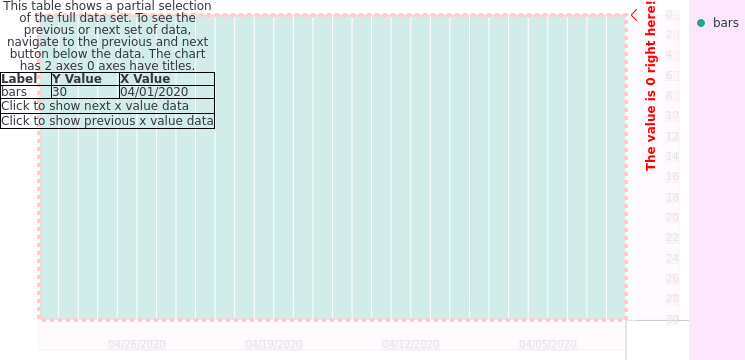 This table shows a partial selection
of the full data set. To see the
previous or next set of data,
navigate to the previous and next
button below the data. The chart
has 2 axes 0 axes have titles.
Label Y Value X Value
bars 30 04/01/2020
Click to show next x value data
Click to show previous x value data
The value is 0 right here!
0
2
4
6
8
10
12
14
16
18
20
22
24
26
28
30
04/26/2020 04/19/2020 04/12/2020 04/05/2020
bars